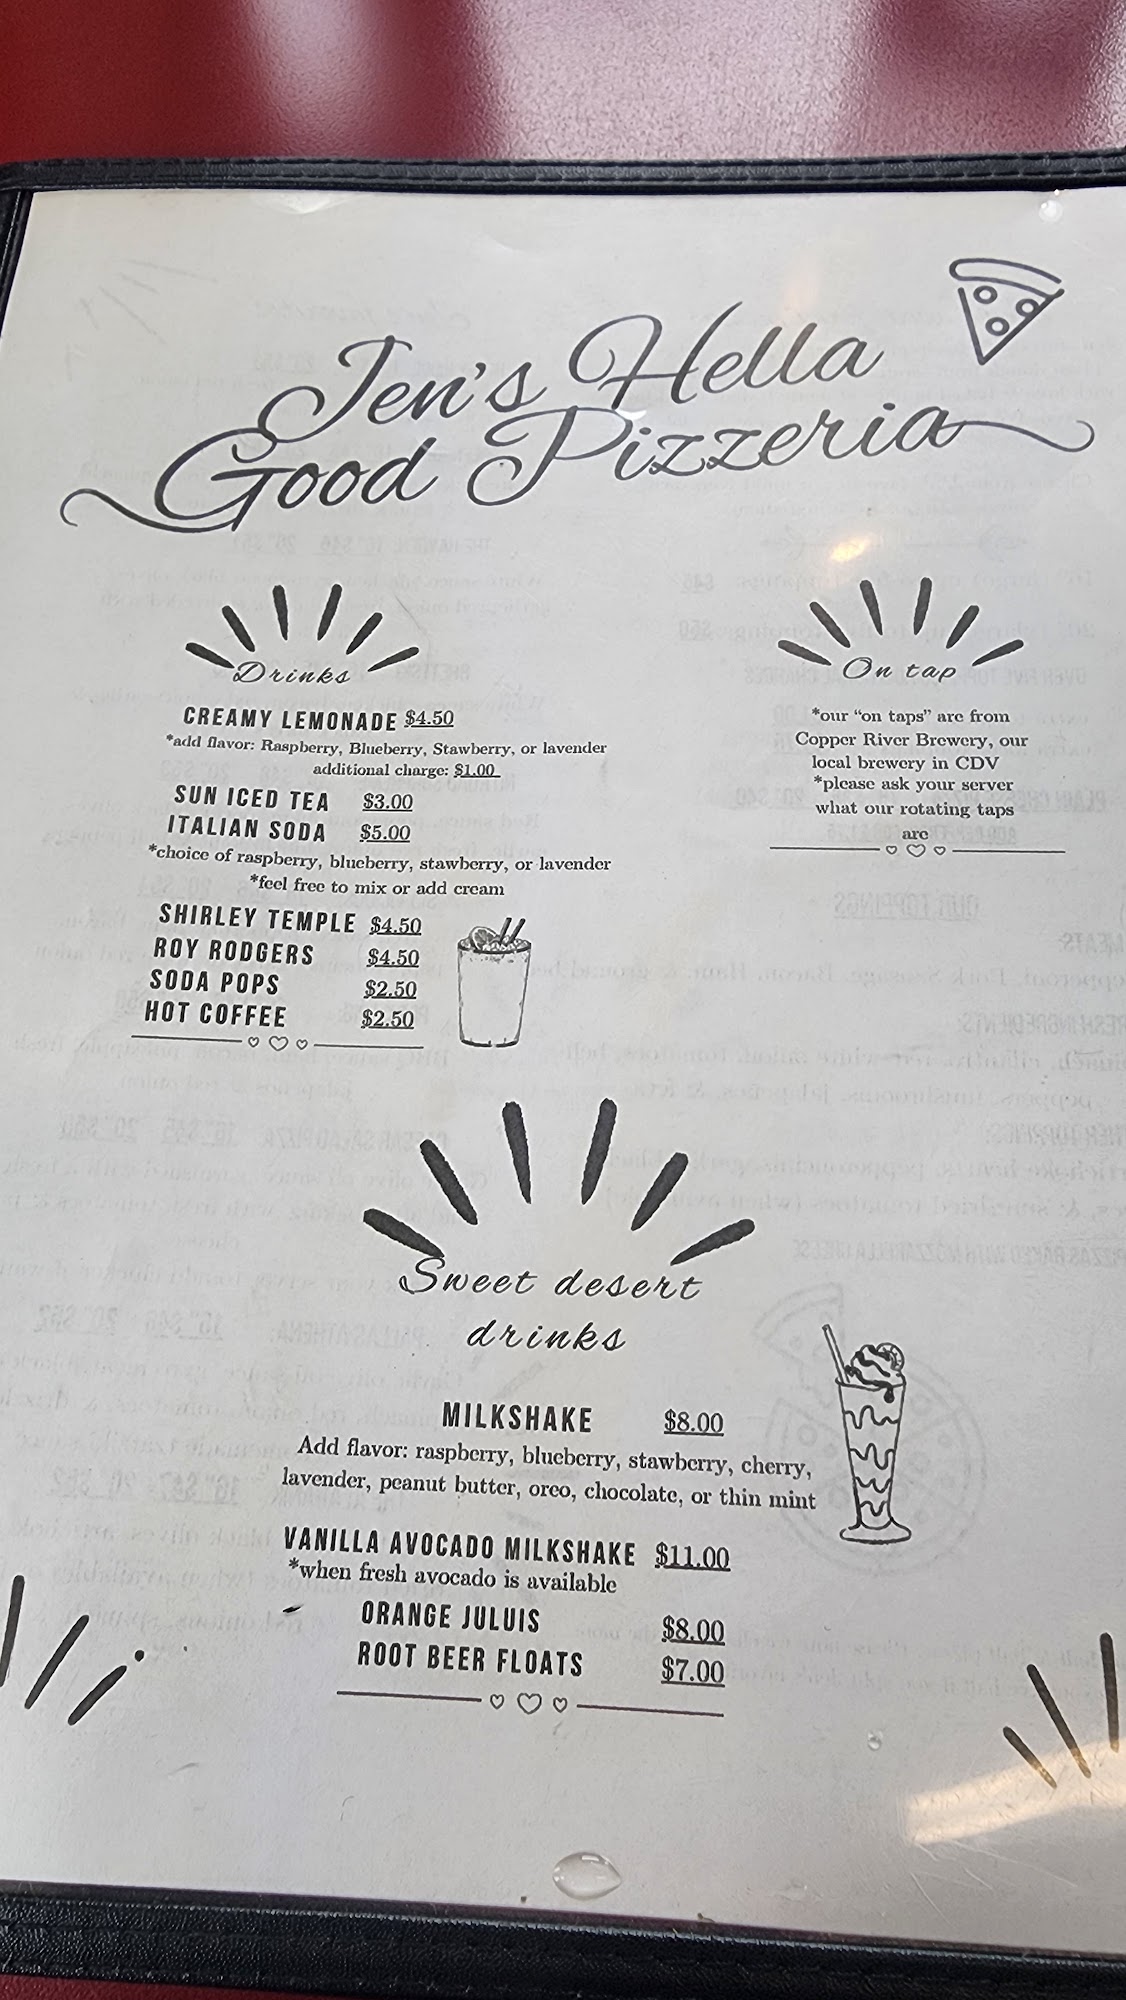 Jen's Hella
Good Pizzeria
Drinks
CREAMY LEMONADE $4.50
*add flavor: Raspberry, Blueberry, Stawberry, or lavender
additional charge: $1.00
SUN ICED TEA $3.00
ITALIAN SODA $5.00
*choice of raspberry, blueberry, stawberry, or lavender
*feel free to mix or add cream
SHIRLEY TEMPLE $4.50
ROY RODGERS $4.50
SODA POPS $2.50
HOT COFFEE $2.50
On tap
*our “on taps” are from
Copper River Brewery, our
local brewery in CDV
*please ask your server
what our rotating taps
are
Sweet desert
drinks
MILKSHAKE $8.00
Add flavor: raspberry, blueberry, stawberry, cherry,
lavender, peanut butter, oreo, chocolate, or thin mint
VANILLA AVOCADO MILKSHAKE $11.00
*when fresh avocado is available
ORANGE JULUIS $8.00
ROOT BEER FLOATS $7.00